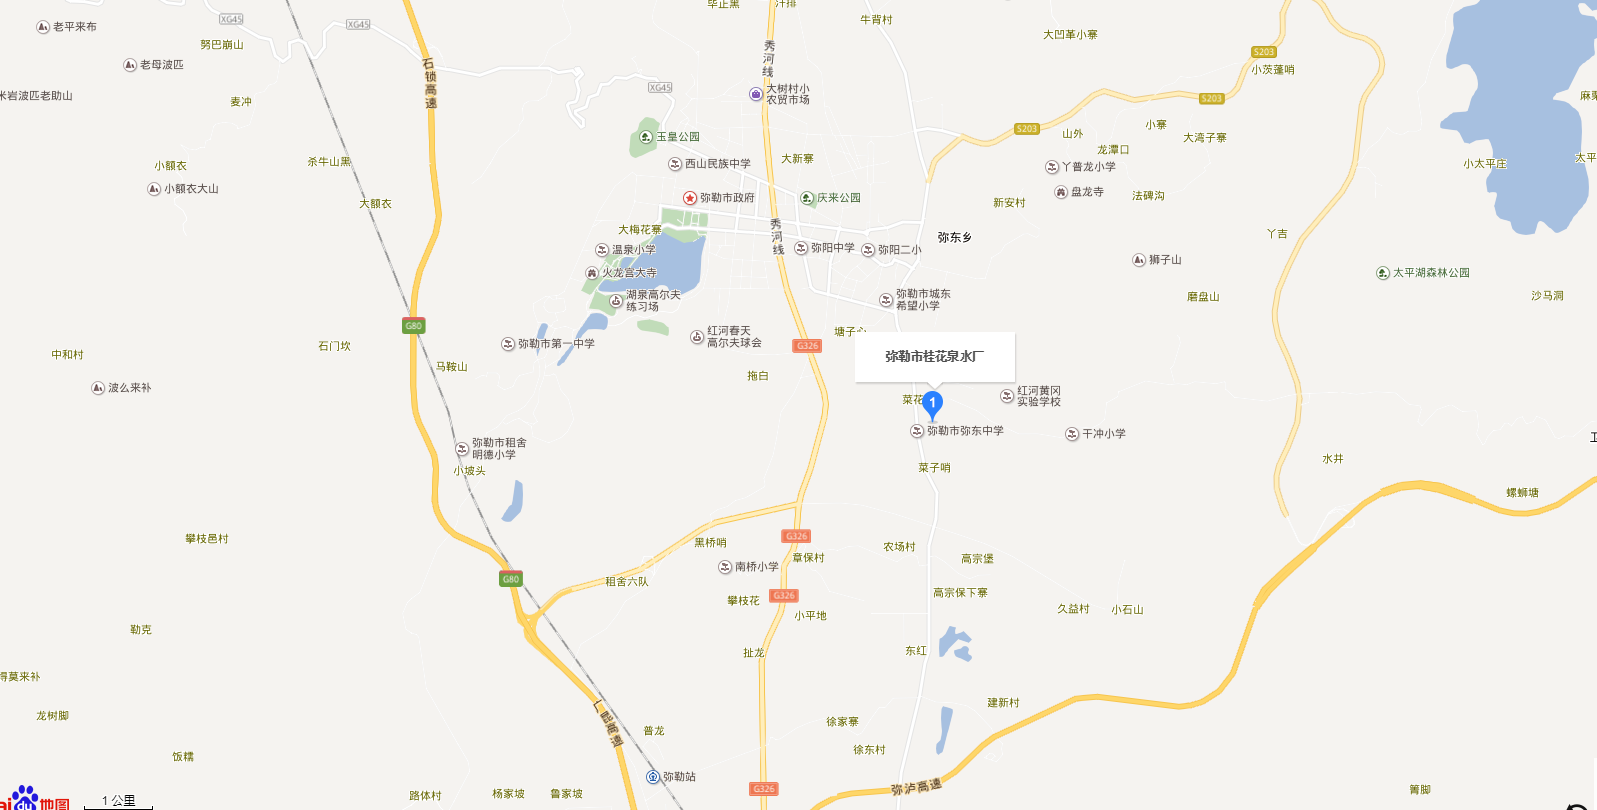 毕正黑
汁排
牛背村
XG45
XG45
老平来布
大凹革小寨
努巴崩山
秀河线
S203
石锁高速
老母波匹
小茨蓬哨
XG45
大树村小
农贸市场
米岩波匹老助山
麦冲
S203
麻栗
S203
小寨
玉皇公园
山外
大湾子寨
龙潭口
杀牛山黑
大新寨
小额衣
西山民族中学
丫普龙小学
小太平庄
太平
小额衣大山
盘龙寺
法碑沟
弥勒市政府
庆来公园
大额衣
新安村
大梅花寨
秀河线
弥东乡
丫吉
温泉小学
弥阳中学
弥阳二小
狮子山
火龙宫大寺
太平湖森林公园
湖泉高尔夫
练习场
弥勒市城东
希望小学
磨盘山
沙马洞
G80
红河春天
高尔夫球会
塘子心
弥勒市第一中学
石门坎
G326
中和村
弥勒市桂花泉水厂
马鞍山
拖白
波么来补
红河黄冈
实验学校
菜花
1
弥勒市弥东中学
干冲小学
弥勒市租舍
明德小学
水井
小坡头
菜子哨
螺蛳塘
攀枝邑村
G326
黑桥哨
农场村
章保村
高宗堡
南桥小学
G80
租舍六队
高宗保下寨
攀枝花
G326
久益村
小石山
小平地
勒克
扯龙
东红
得莫来补
建新村
龙树脚
徐家寨
普龙
徐东村
饭糯
弥勒站
弥泸高速
G326
路体村
杨家坡
鲁家坡
箐脚
du
地图
1 公里